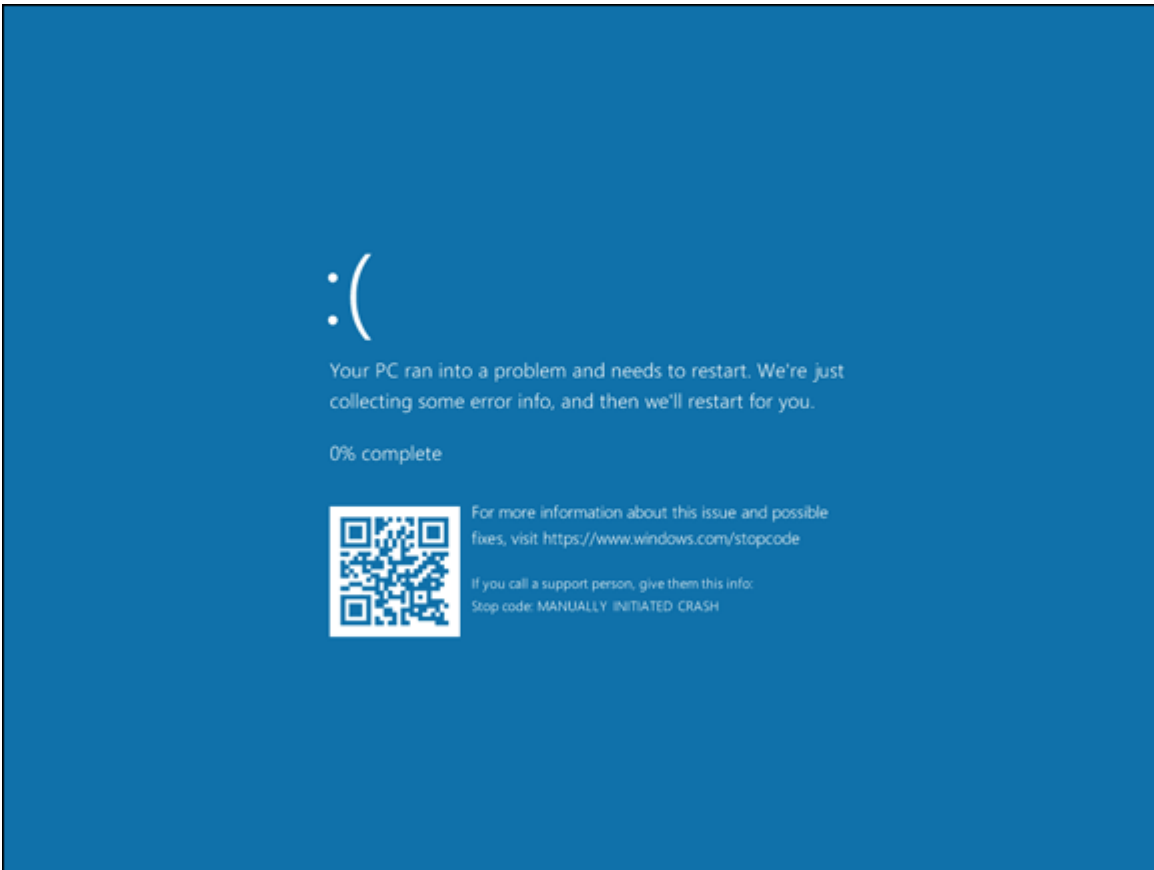 :(
Your PC ran into a problem and needs to restart. We're just
collecting some error info, and then we'll restart for you.
0% complete
For more information about this issue and possible
fixes, visit https://www.windows.com/stopcode
If you call a support person, give them this info:
Stop code: MANUALLY INITIATED CRASH